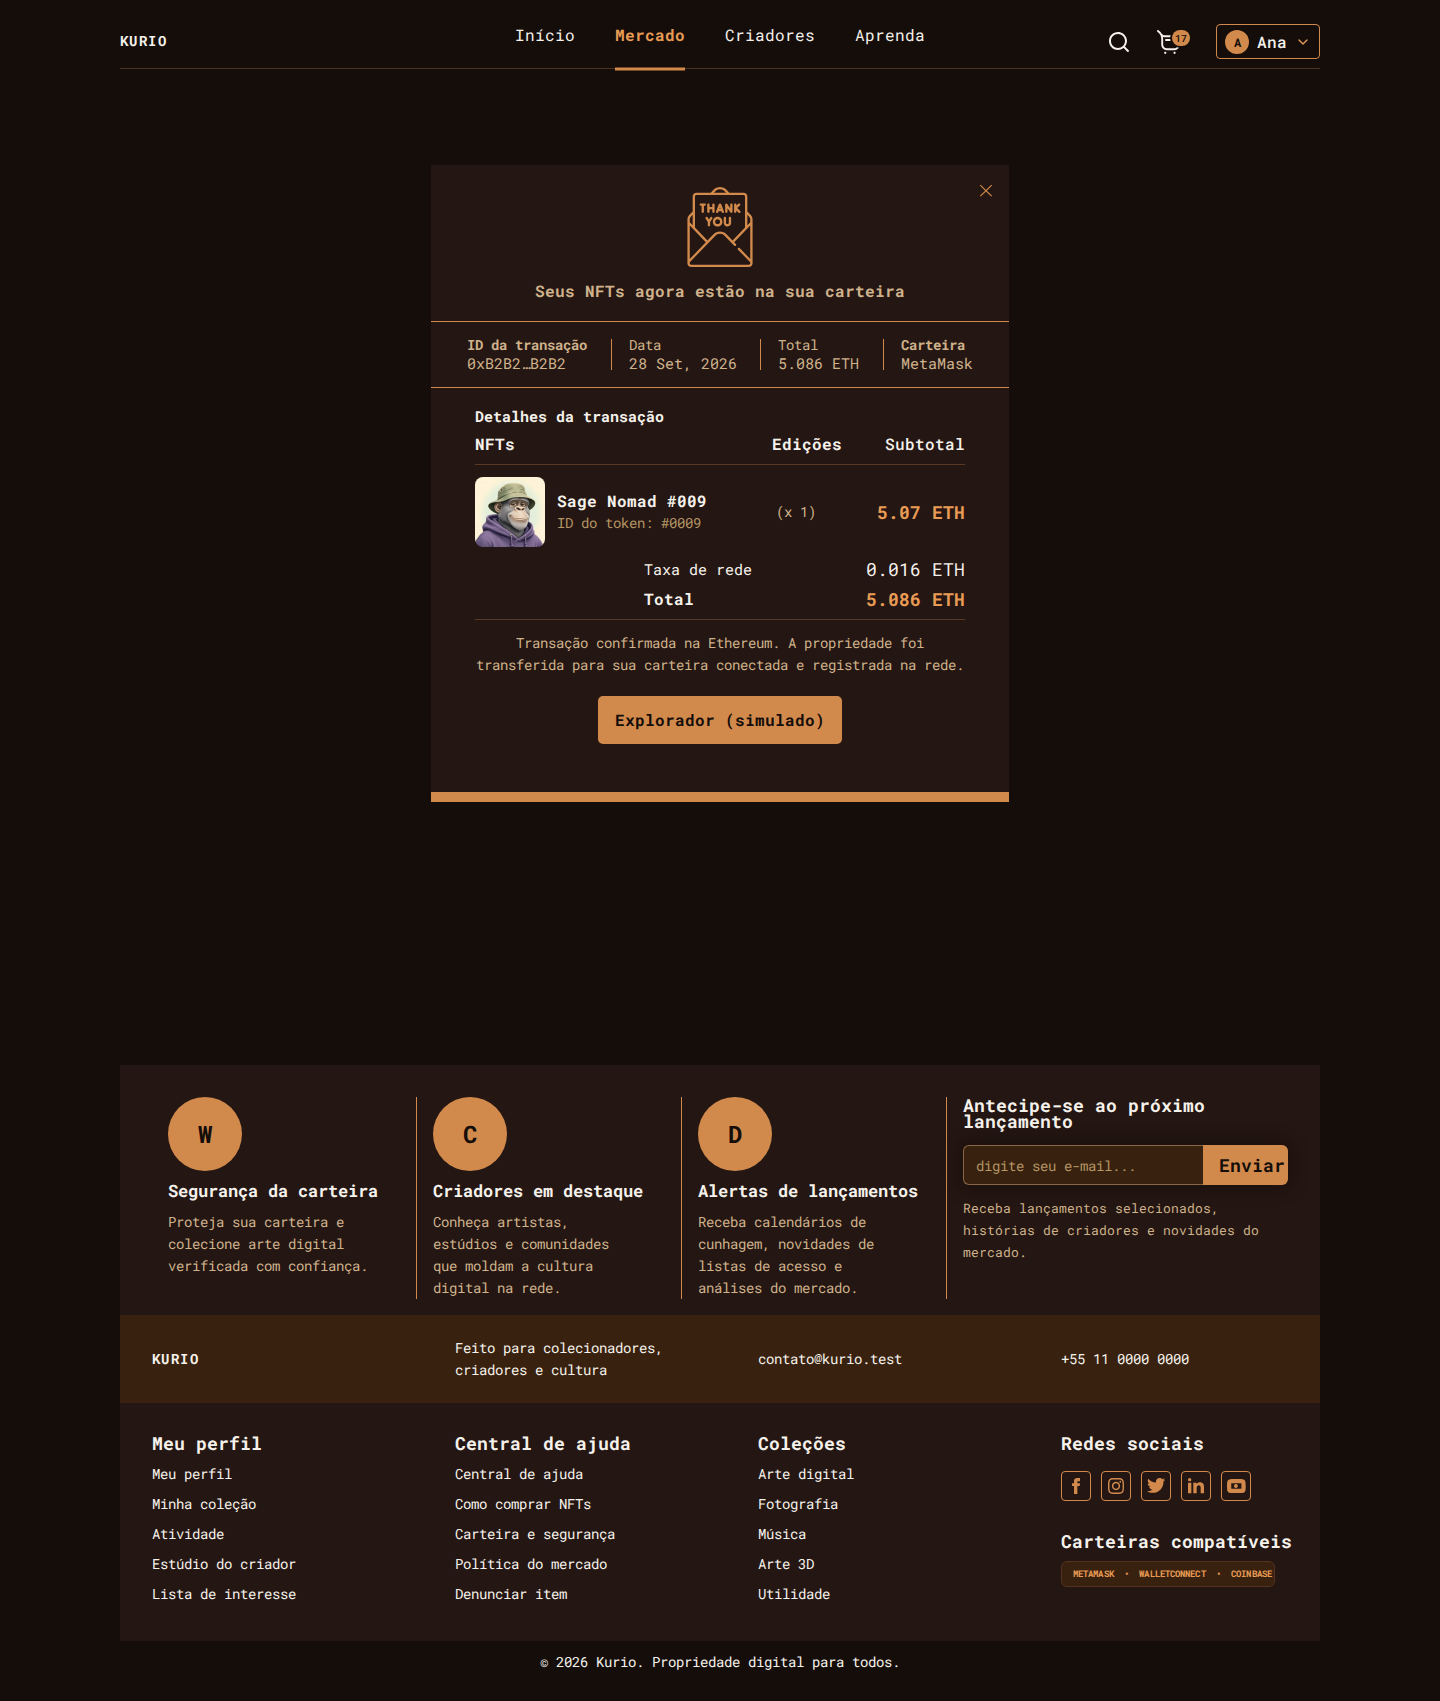 KURIO
Início
Mercado
Criadores
Aprenda
17
A
Ana
THANK
YOU
Seus NFTs agora estão na sua carteira
ID da transação
0xB2B2…B2B2
Data
28 Set, 2026
Total
5.086 ETH
Carteira
MetaMask
Detalhes da transação
NFTs
Edições
Subtotal
Sage Nomad #009
ID do token: #0009
(x 1)
5.07 ETH
Taxa de rede
0.016 ETH
Total
5.086 ETH
Transação confirmada na Ethereum. A propriedade foi
transferida para sua carteira conectada e registrada na rede.
Explorador (simulado)
W
Segurança da carteira
Proteja sua carteira e
colecione arte digital
verificada com confiança.
C
Criadores em destaque
Conheça artistas,
estúdios e comunidades
que moldam a cultura
digital na rede.
D
Alertas de lançamentos
Receba calendários de
cunhagem, novidades de
listas de acesso e
análises do mercado.
Antecipe-se ao próximo
lançamento
digite seu e-mail...
Enviar
Receba lançamentos selecionados,
histórias de criadores e novidades do
mercado.
KURIO
Feito para colecionadores,
criadores e cultura
contato@kurio.test
+55 11 0000 0000
Meu perfil
Meu perfil
Minha coleção
Atividade
Estúdio do criador
Lista de interesse
Central de ajuda
Central de ajuda
Como comprar NFTs
Carteira e segurança
Política do mercado
Denunciar item
Coleções
Arte digital
Fotografia
Música
Arte 3D
Utilidade
Redes sociais
Carteiras compatíveis
METAMASK • WALLETCONNECT • COINBASE
© 2026 Kurio. Propriedade digital para todos.